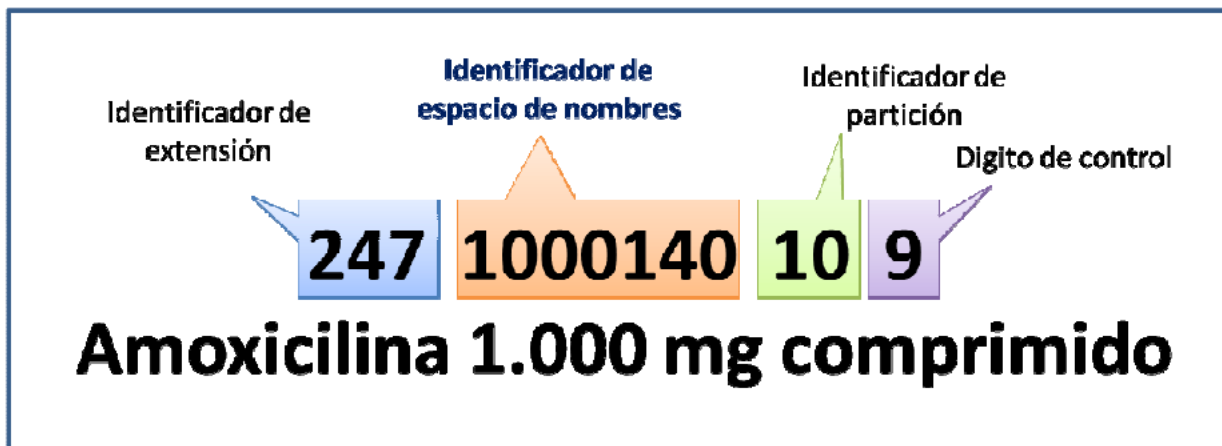 Identificador de
extensión
Identificador de
espacio de nombres
Identificador de
partición
Digito de control
247 1000140 10 9
Amoxicilina 1.000 mg comprimido